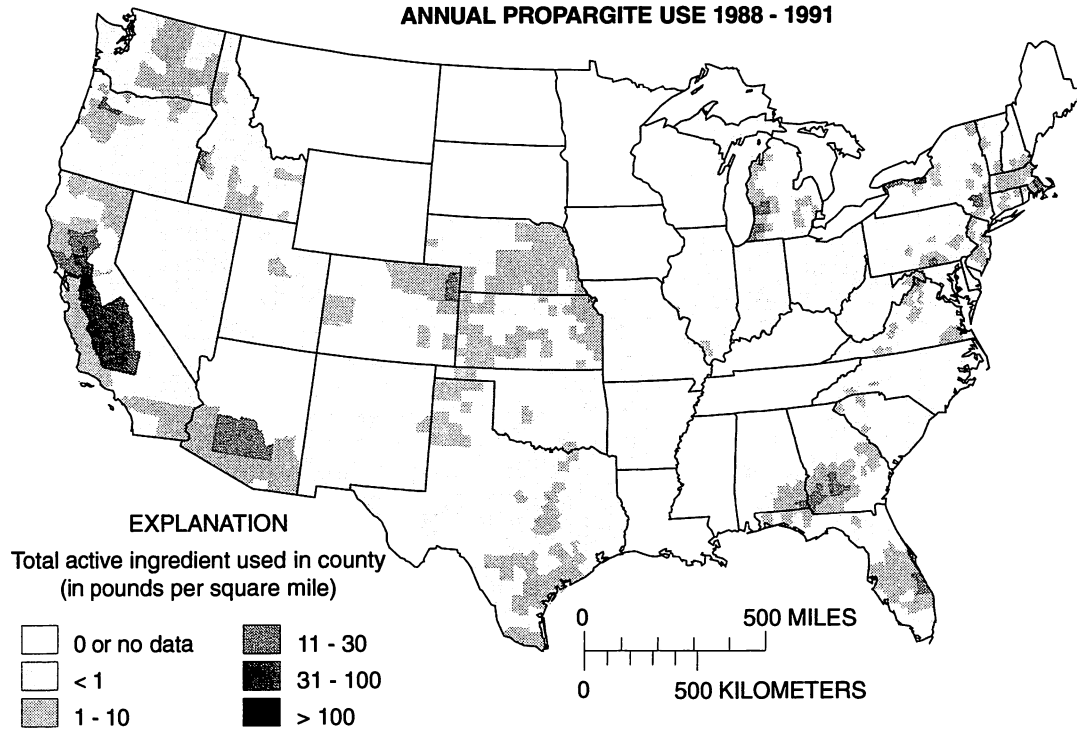 ANNUAL PROPARGITE USE 1988 - 1991
EXPLANATION
Total active ingredient used in county
(in pounds per square mile)
0 or no data
< 1
1 - 10
11 - 30
31 - 100
> 100
0 500 MILES
0 500 KILOMETERS